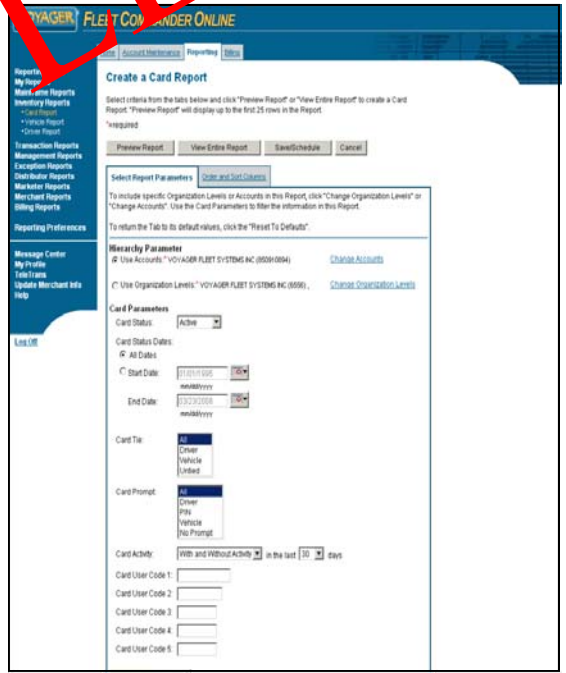 VOYAGER FLEET COMMANDER ONLINE
Account Maintenance Reporting Billing
Reporting
My Reports
Mainframe Reports
Inventory Reports
•Card Report
•Vehicle Report
•Driver Report
Transaction Reports
Management Reports
Exception Reports
Distributor Reports
Marketer Reports
Merchant Reports
Billing Reports
Reporting Preferences
Message Center
My Profile
TeleTrans
Update Merchant Info
Help
Log Off
Create a Card Report
Select criteria from the tabs below and click "Preview Report" or "View Entire Report" to create a Card
Report. "Preview Report" will display up to the first 25 rows in the Report.
*=required
Preview Report View Entire Report Save/Schedule Cancel
Select Report Parameters Order and Sort Columns
To include specific Organization Levels or Accounts in this Report, click "Change Organization Levels" or
"Change Accounts". Use the Card Parameters to filter the information in this Report.
To return the Tab to its default values, click the "Reset To Defaults".
Hierarchy Parameter
Use Accounts:* VOYAGER FLEET SYSTEMS INC (850910894) Change Accounts
Use Organization Levels:* VOYAGER FLEET SYSTEMS INC (6556) , Change Organization Levels
Card Parameters
Card Status: Active
Card Status Dates:
All Dates
Start Date: 01/01/1995
mm/dd/yyyy
End Date: 03/23/2008
mm/dd/yyyy
Card Tie: All
Driver
Vehicle
Untied
Card Prompt: All
Driver
PIN
Vehicle
No Prompt
Card Activity: With and Without Activity in the last 30 days
Card User Code 1:
Card User Code 2:
Card User Code 3:
Card User Code 4:
Card User Code 5: